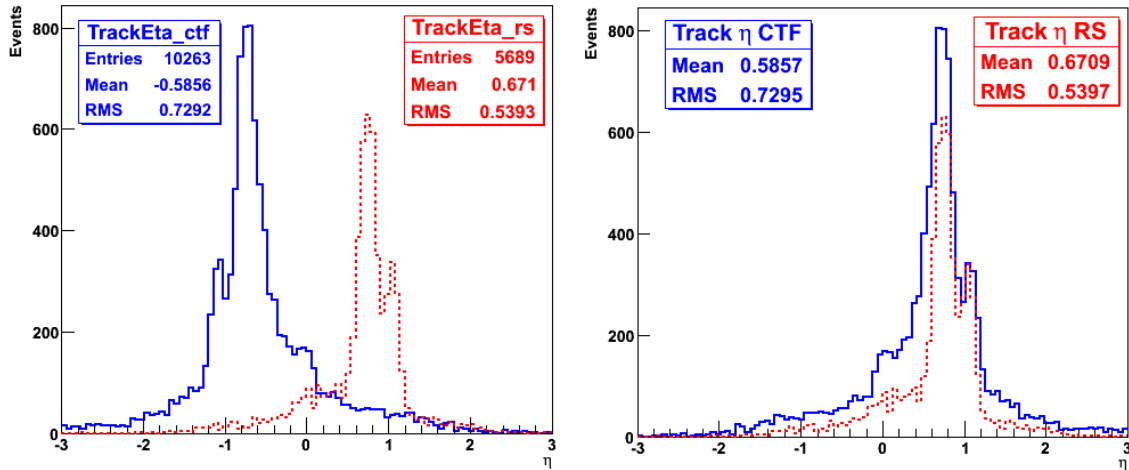 Events
800
600
400
200
0
TrackEta_ctf
Entries 10263
Mean -0.5856
RMS 0.7292
TrackEta_rs
Entries 5689
Mean 0.671
RMS 0.5393
-3 -2 -1 0 1 2 3
η
Events
800
600
400
200
0
Track η CTF
Mean 0.5857
RMS 0.7295
Track η RS
Mean 0.6709
RMS 0.5397
-3 -2 -1 0 1 2 3
η